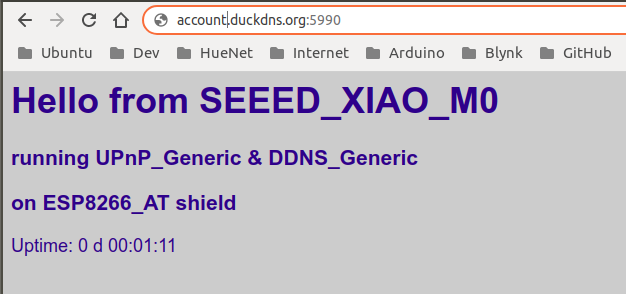 account.duckdns.org:5990
Ubuntu Dev HueNet Internet Arduino Blynk GitHub
Hello from SEEED_XIAO_M0
running UPnP_Generic & DDNS_Generic
on ESP8266_AT shield
Uptime: 0 d 00:01:11